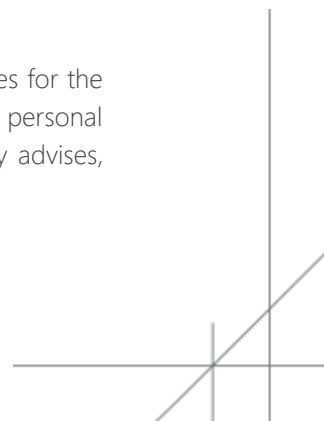 es for the
personal
y advises,